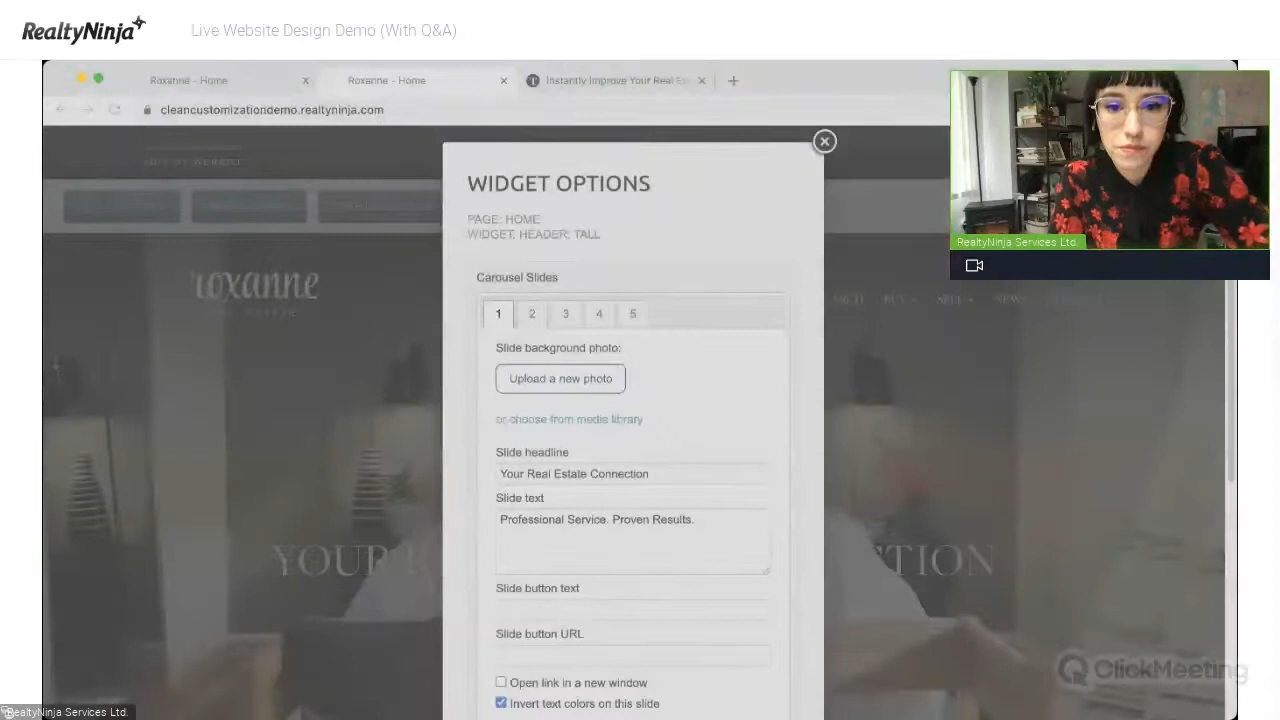 RealtyNinja
Live Website Design Demo (With Q&A)
Roxanne - Home
Roxanne - Home
Instantly Improve Your Real Es
cleancustomizationdemo.realtyninja.com
WIDGET OPTIONS
PAGE: HOME
WIDGET: HEADER: TALL
Carousel Slides
1 2 3 4 5
Slide background photo:
Upload a new photo
or choose from media library
Slide headline
Your Real Estate Connection
Slide text
Professional Service. Proven Results.
Slide button text
Slide button URL
Open link in a new window
Invert text colors on this slide
roxanne
NEWS
YOUR
CTION
RealtyNinja Services Ltd.
ClickMeeting
RealtyNinja Services Ltd.